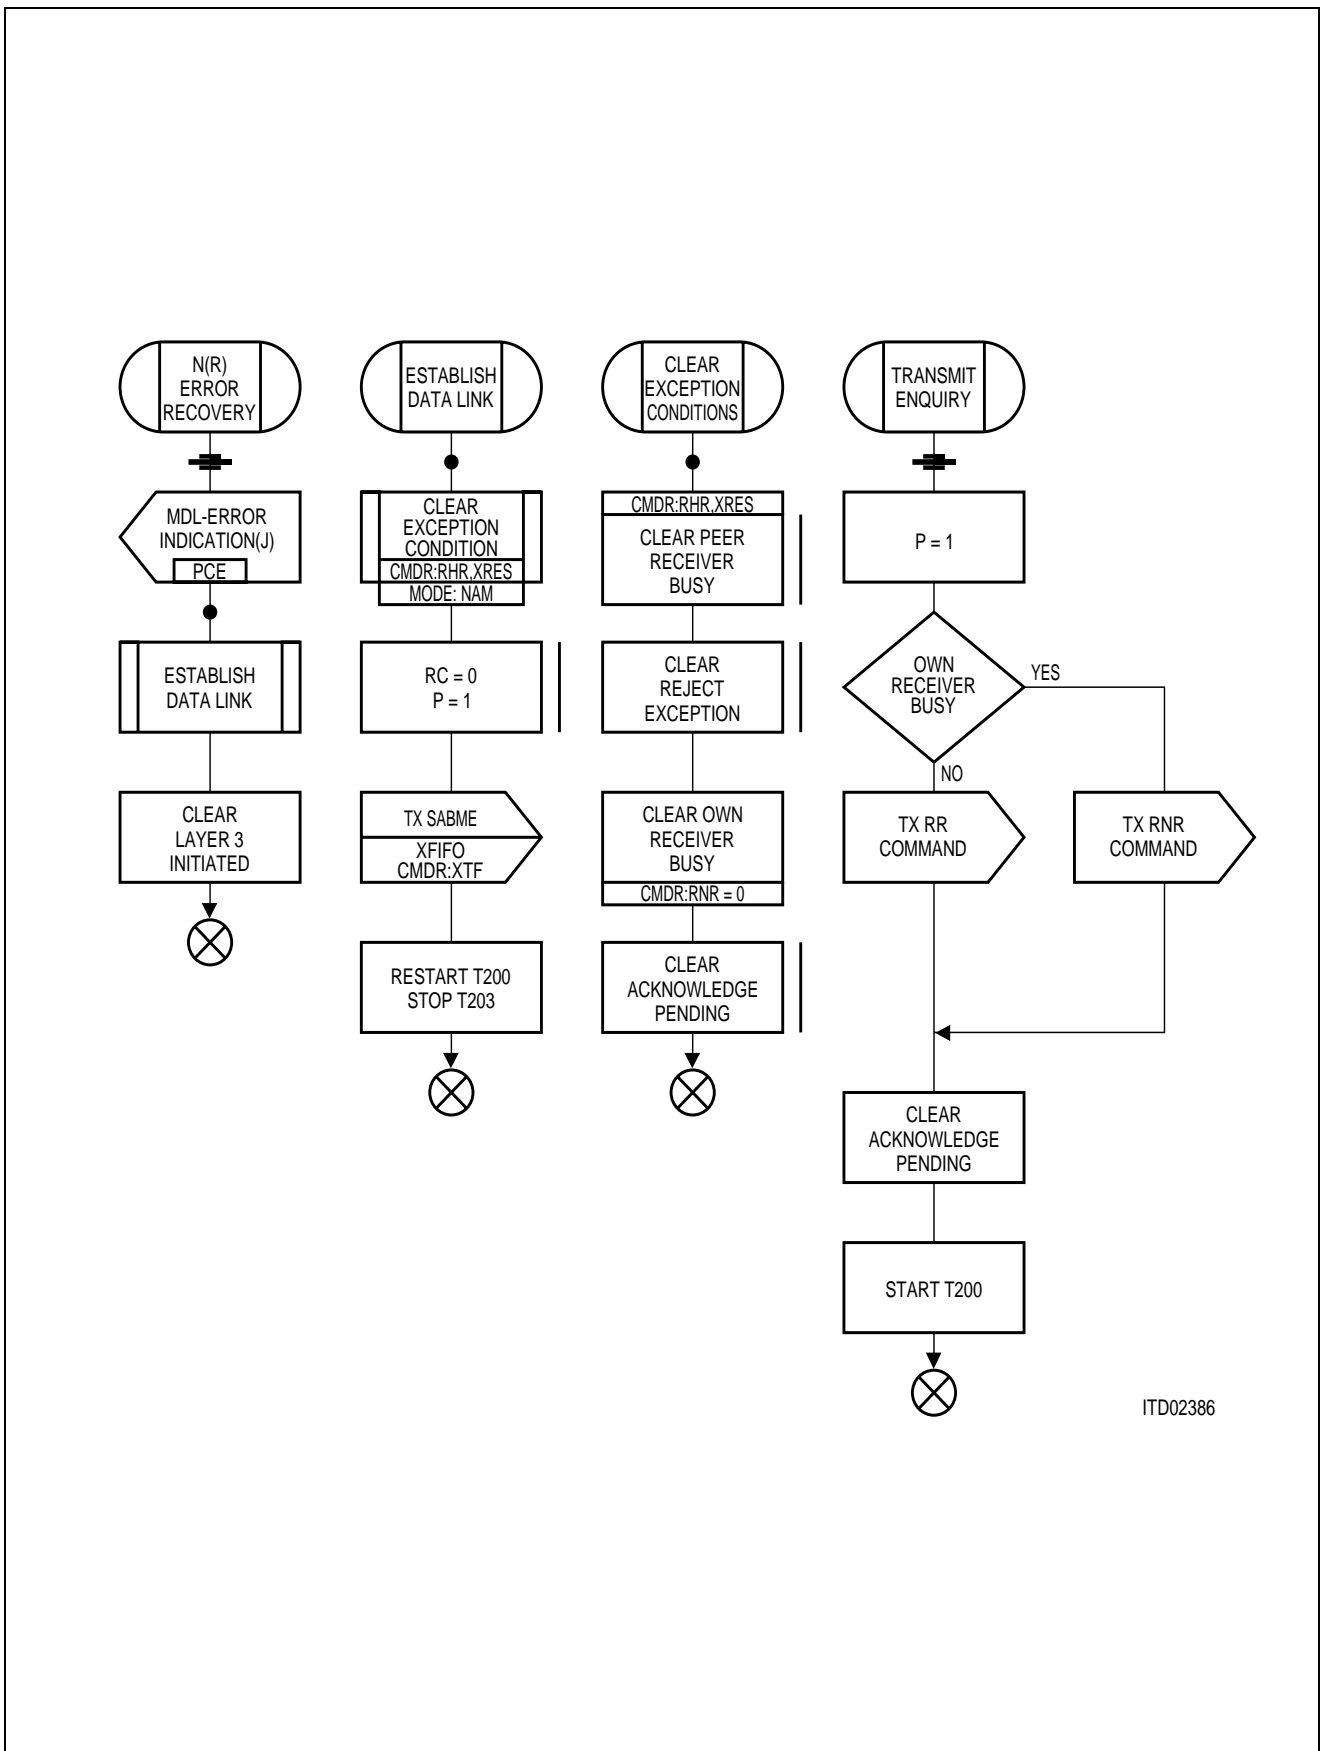 N(R)
ERROR
RECOVERY
MDL-ERROR
INDICATION(J)
PCE
ESTABLISH
DATA LINK
CLEAR
LAYER 3
INITIATED
ESTABLISH
DATA LINK
CLEAR
EXCEPTION
CONDITION
CMDR:RHR,XRES
MODE: NAM
RC = 0
P = 1
TX SABME
XFIFO
CMDR:XTF
RESTART T200
STOP T203
CLEAR
EXCEPTION
CONDITIONS
CMDR:RHR,XRES
CLEAR PEER
RECEIVER
BUSY
CLEAR
REJECT
EXCEPTION
CLEAR OWN
RECEIVER
BUSY
CMDR:RNR = 0
CLEAR
ACKNOWLEDGE
PENDING
TRANSMIT
ENQUIRY
P = 1
OWN
RECEIVER
BUSY
YES
NO
TX RR
COMMAND
TX RNR
COMMAND
CLEAR
ACKNOWLEDGE
PENDING
START T200
ITD02386